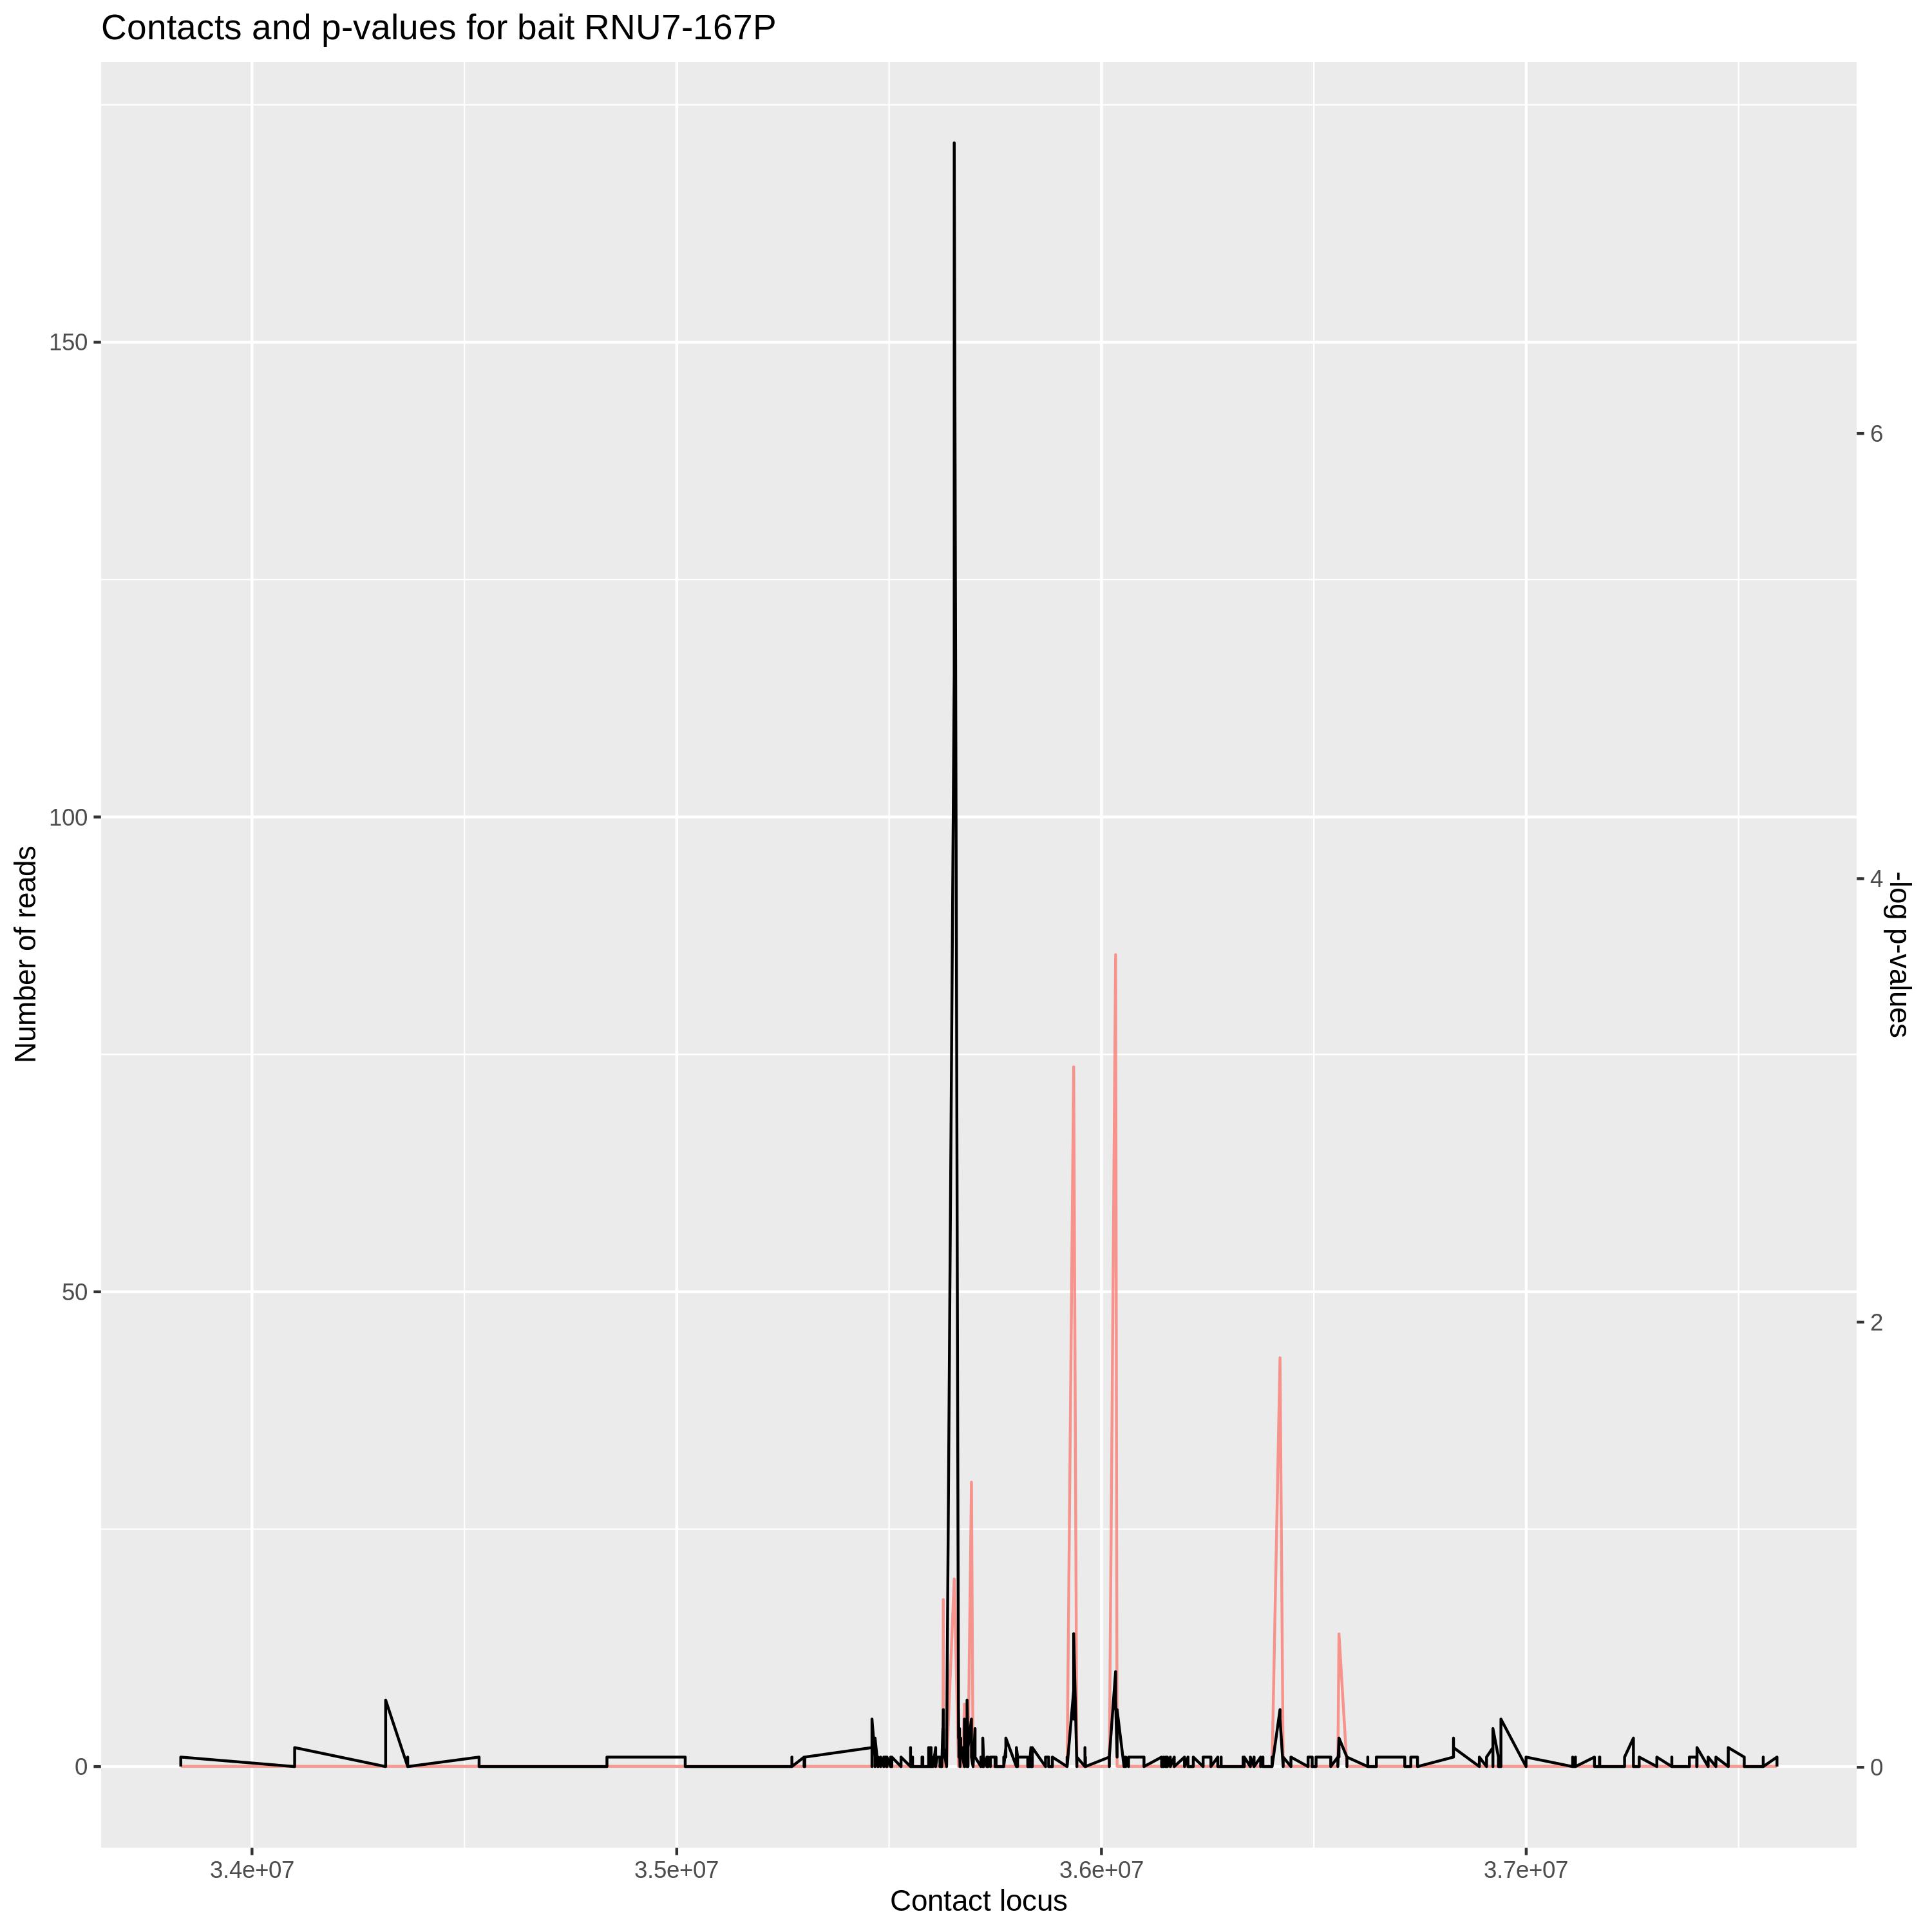 Contacts and p-values for bait RNU7-167P
150
100
50
0
Number of reads
6
4
2
0
-log p-values
3.4e+07
3.5e+07
3.6e+07
3.7e+07
Contact locus